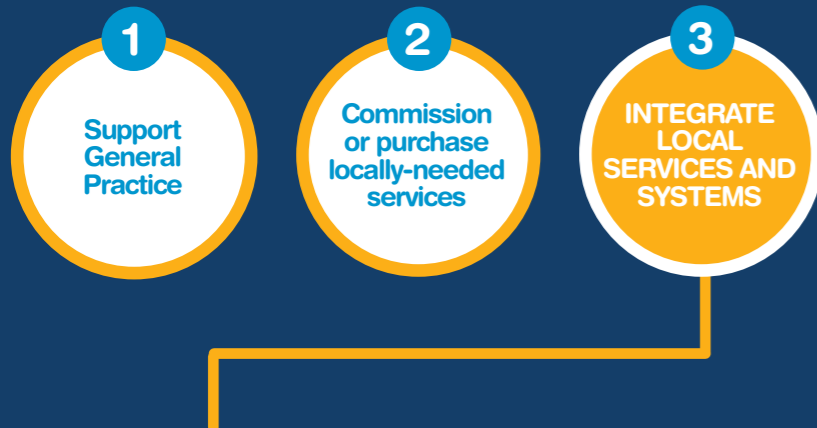 1
Support
General
Practice
2
Commission
or purchase
locally-needed
services
3
INTEGRATE
LOCAL
SERVICES AND
SYSTEMS